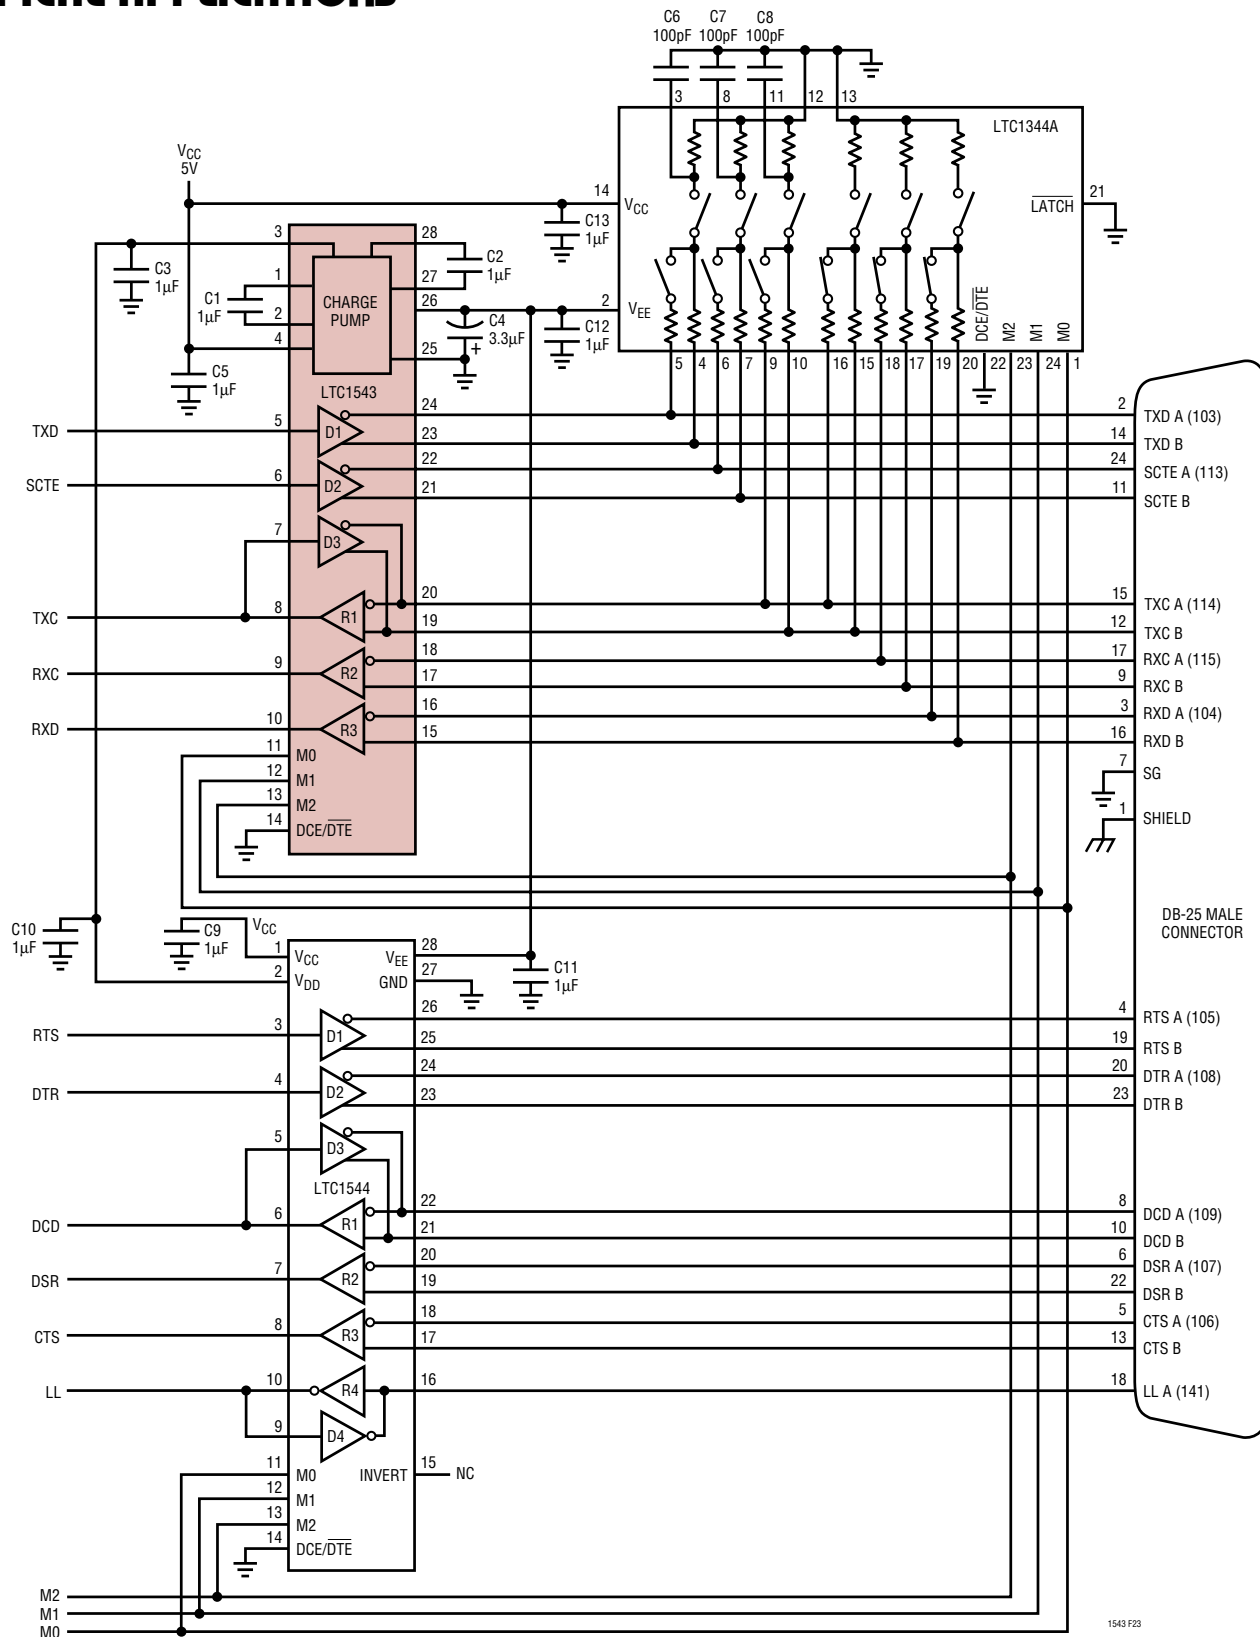 C6 C7 C8
100pF 100pF 100pF
3 8 11 12 13
LTC1344A
VCC
5V
14
VCC
C13
1µF
LATCH
21
3
28
C3
1µF
C2
1µF
1
27
C1
1µF
CHARGE
PUMP
2
26
2
VEE
4
C4
3.3µF
+
C12
1µF
25
DCE/DTE
M2
M1
M0
C5
1µF
5 4 6 7 9 10 16 15 18 17 19 20 22 23 24 1
LTC1543
TXD
5
D1
24
2
TXD A (103)
23
14
TXD B
SCTE
6
D2
22
24
SCTE A (113)
21
11
SCTE B
7
D3
TXC
8
R1
20
15
TXC A (114)
19
12
TXC B
RXC
9
R2
18
17
RXC A (115)
17
9
RXC B
RXD
10
R3
16
3
RXD A (104)
15
16
RXD B
11
M0
12
M1
13
M2
14
DCE/DTE
7
SG
1
SHIELD
DB-25 MALE
CONNECTOR
C10
1µF
C9
1µF
VCC
1
VCC
2
VDD
VEE
28
GND
27
C11
1µF
RTS
3
D1
26
4
RTS A (105)
25
19
RTS B
DTR
4
D2
24
20
DTR A (108)
23
23
DTR B
5
D3
LTC1544
DCD
6
R1
22
8
DCD A (109)
21
10
DCD B
DSR
7
R2
20
6
DSR A (107)
19
22
DSR B
CTS
8
R3
18
5
CTS A (106)
17
13
CTS B
LL
10
R4
16
18
LL A (141)
9
D4
11
M0
INVERT
15
NC
12
M1
13
M2
14
DCE/DTE
M2
M1
M0
1543 F23